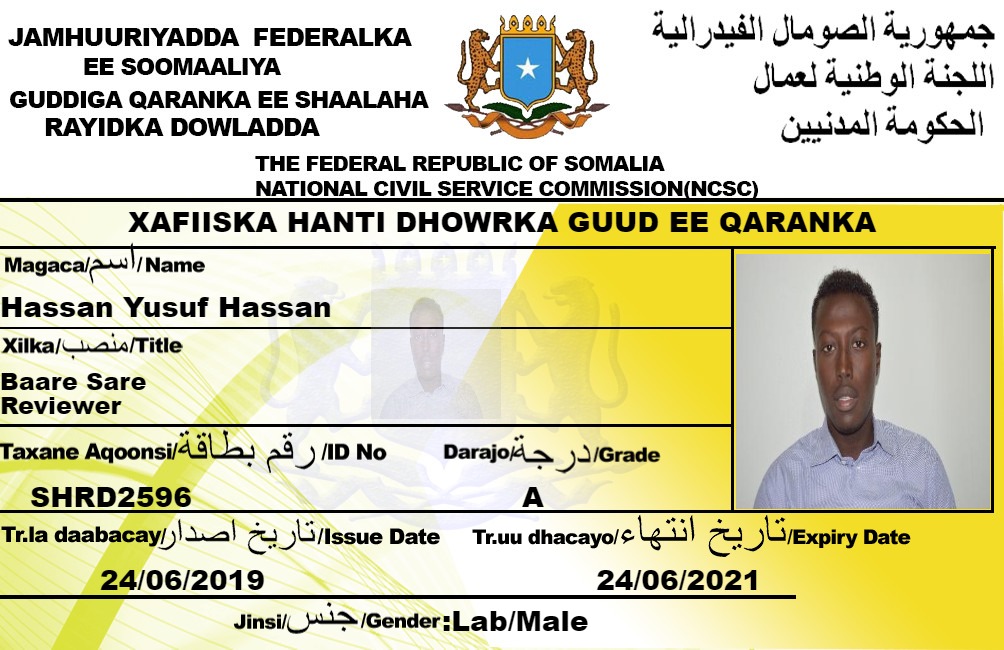 JAMHUURIYADDA FEDERALKA
EE SOOMAALIYA
GUDDIGA QARANKA EE SHAALAHA
RAYIDKA DOWLADDA
جمهورية الصومال الفيدرالية
اللجنة الوطنية لعمال
الحكومة المدنيين
THE FEDERAL REPUBLIC OF SOMALIA
NATIONAL CIVIL SERVICE COMMISSION(NCSC)
XAFIISKA HANTI DHOWRKA GUUD EE QARANKA
Magaca/اسم/Name
Hassan Yusuf Hassan
Xilka/منصب/Title
Baare Sare
Reviewer
Taxane Aqoonsi/رقم بطاقة/ID No
Darajo/درجة/Grade
SHRD2596
A
Tr.la daabacay/تاريخ اصدار/Issue Date
Tr.uu dhacayo/تاريخ انتهاء/Expiry Date
24/06/2019
24/06/2021
Jinsi/جنس/Gender:Lab/Male